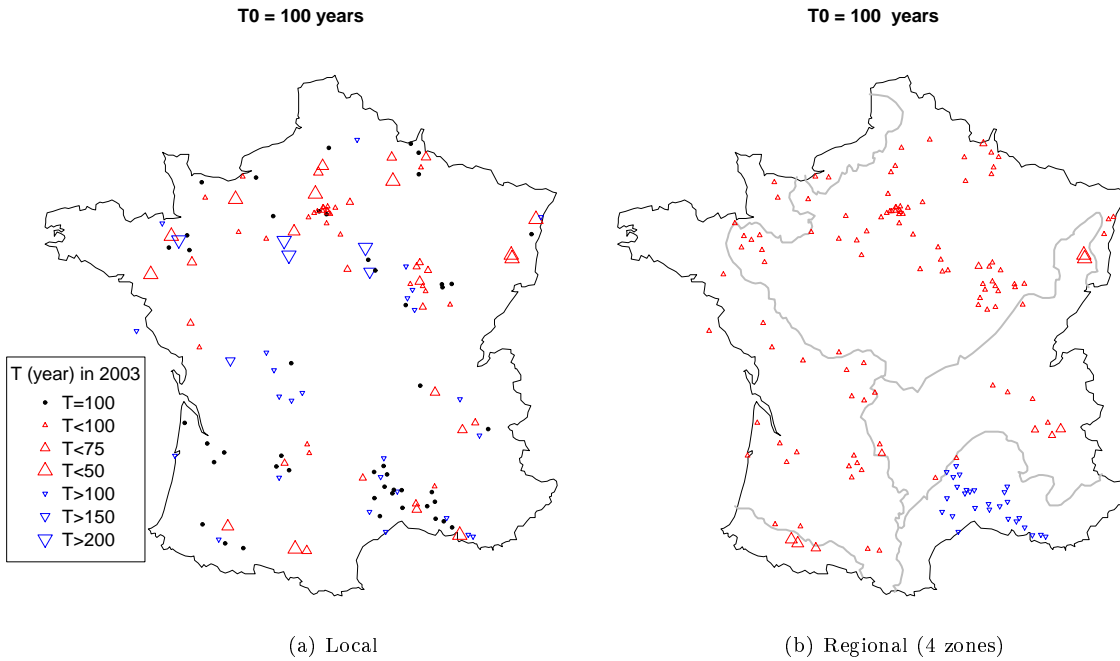 T0 = 100 years
T0 = 100 years
T (year) in 2003
T=100
T<100
T<75
T<50
T>100
T>150
T>200
(a) Local
(b) Regional (4 zones)